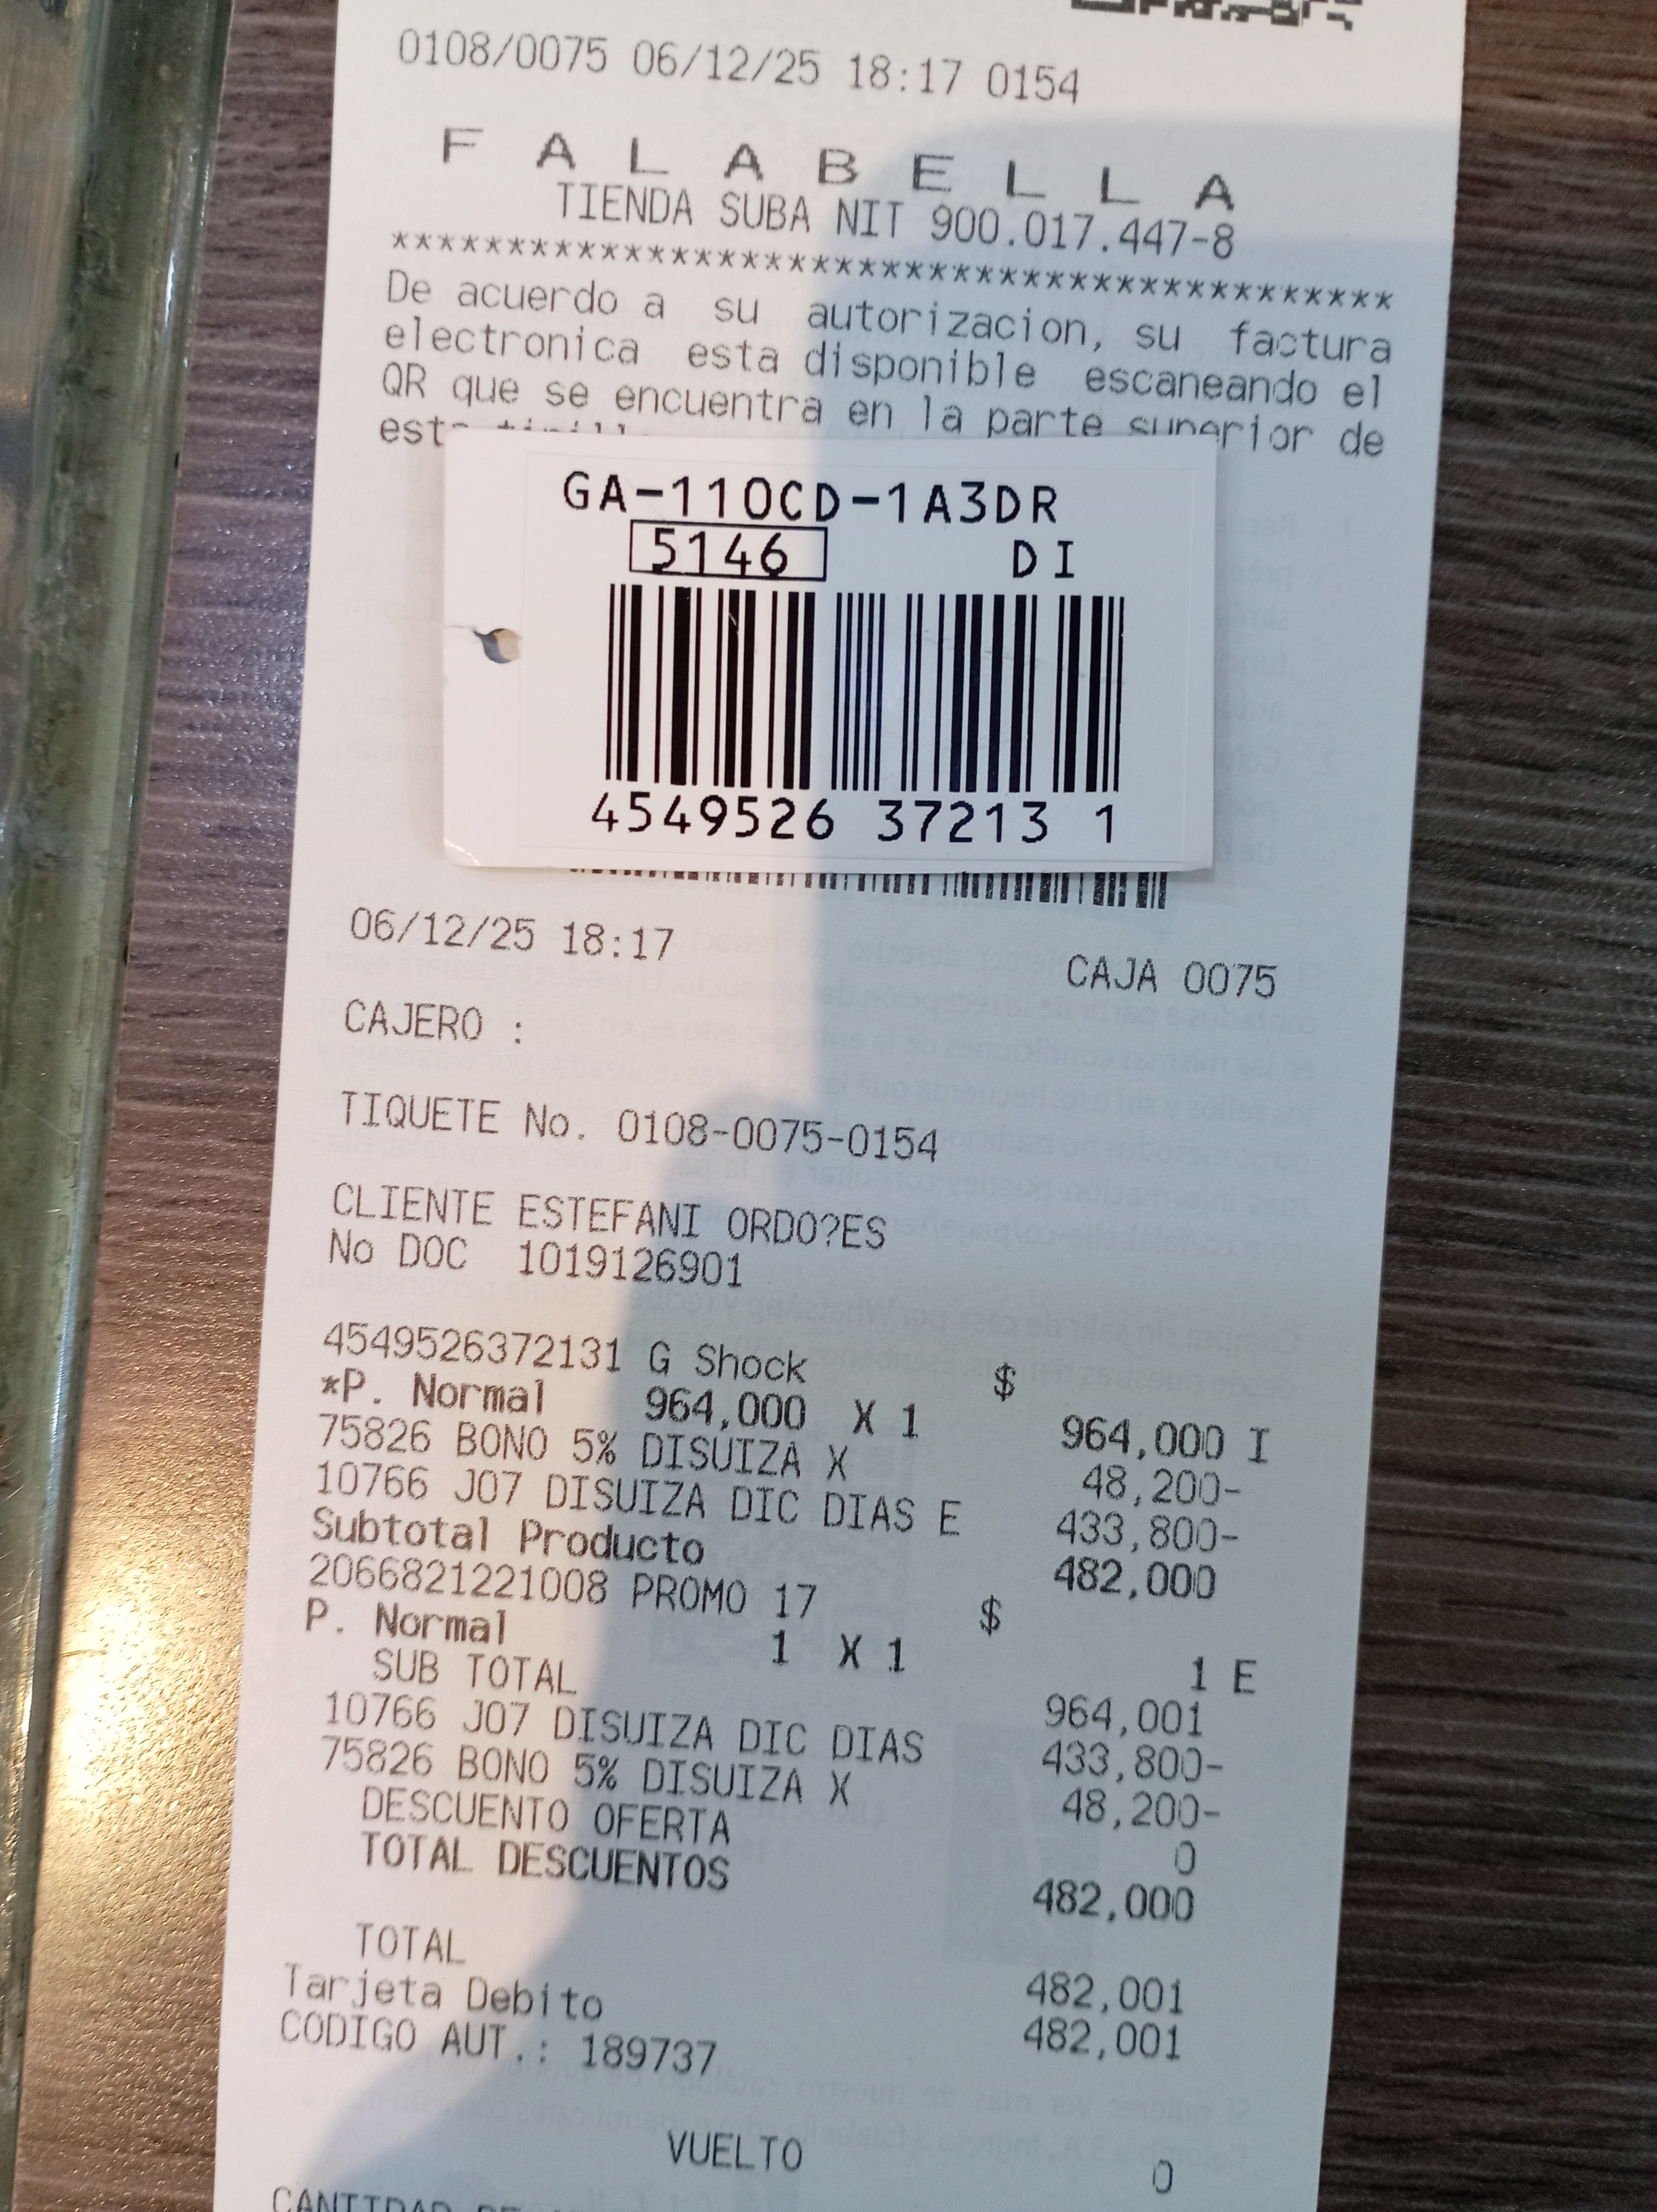 0108/0075 06/12/25 18:17 0154
F A L A B E L L A
TIENDA SUBA NIT 900.017.447-8
*******************************************
De acuerdo a su autorizacion, su factura
electronica esta disponible escaneando el
QR que se encuentra en la parte superior de
GA-110CD-1A3DR
5146 DI
4549526 37213 1
06/12/25 18:17
CAJA 0075
CAJERO :
TIQUETE No. 0108-0075-0154
CLIENTE ESTEFANI ORDO?ES
No DOC 1019126901
4549526372131 G Shock $
*P. Normal 964,000 X 1 964,000 I
75826 BONO 5% DISUIZA X 48,200-
10766 J07 DISUIZA DIC DIAS E 433,800-
Subtotal Producto 482,000
2066821221008 PROMO 17 $
P. Normal 1 X 1 1 E
SUB TOTAL 964,001
10766 J07 DISUIZA DIC DIAS 433,800-
75826 BONO 5% DISUIZA X 48,200-
DESCUENTO OFERTA 0
TOTAL DESCUENTOS 482,000
TOTAL 482,001
Tarjeta Debito 482,001
CODIGO AUT.: 189737
VUELTO 0